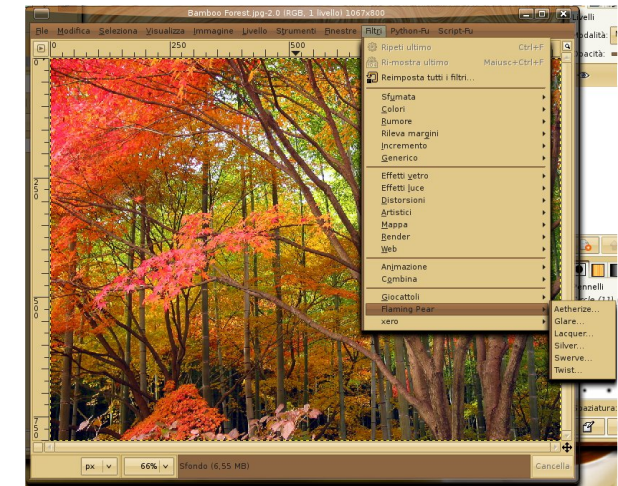 Bamboo Forest.jpg-2.0 (RGB, 1 livello) 1067x800
File Modifica Seleziona Visualizza Immagine Livello Strumenti Finestre Filtri Python-Fu Script-Fu
0 250 500
Ripeti ultimo Ctrl+F
Ri-mostra ultimo Maiusc+Ctrl+F
Reimposta tutti i filtri...
Sfumata
Colori
Rumore
Rileva margini
Incremento
Generico
Effetti vetro
Effetti luce
Distorsioni
Artistici
Mappa
Render
Web
Animazione
Combina
Giocattoli
Flaming Pear
xero
Aetherize...
Glare...
Lacquer...
Silver...
Swerve...
Twist...
livelli
Modalità:
Opacità:
Pennelli
paziatura:
0
250
500
750
px 66% Sfondo (6,55 MB) Cancella